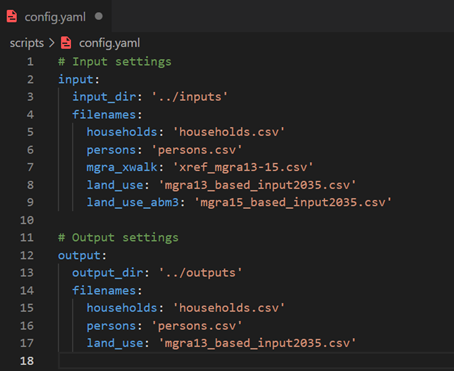 config.yaml
scripts > config.yaml
1 # Input settings
2 input:
3   input_dir: '../inputs'
4   filenames:
5     households: 'households.csv'
6     persons: 'persons.csv'
7     mgra_xwalk: 'xref_mgra13-15.csv'
8     land_use: 'mgra13_based_input2035.csv'
9     land_use_abm3: 'mgra15_based_input2035.csv'
10
11 # Output settings
12 output:
13   output_dir: '../outputs'
14   filenames:
15     households: 'households.csv'
16     persons: 'persons.csv'
17     land_use: 'mgra13_based_input2035.csv'
18